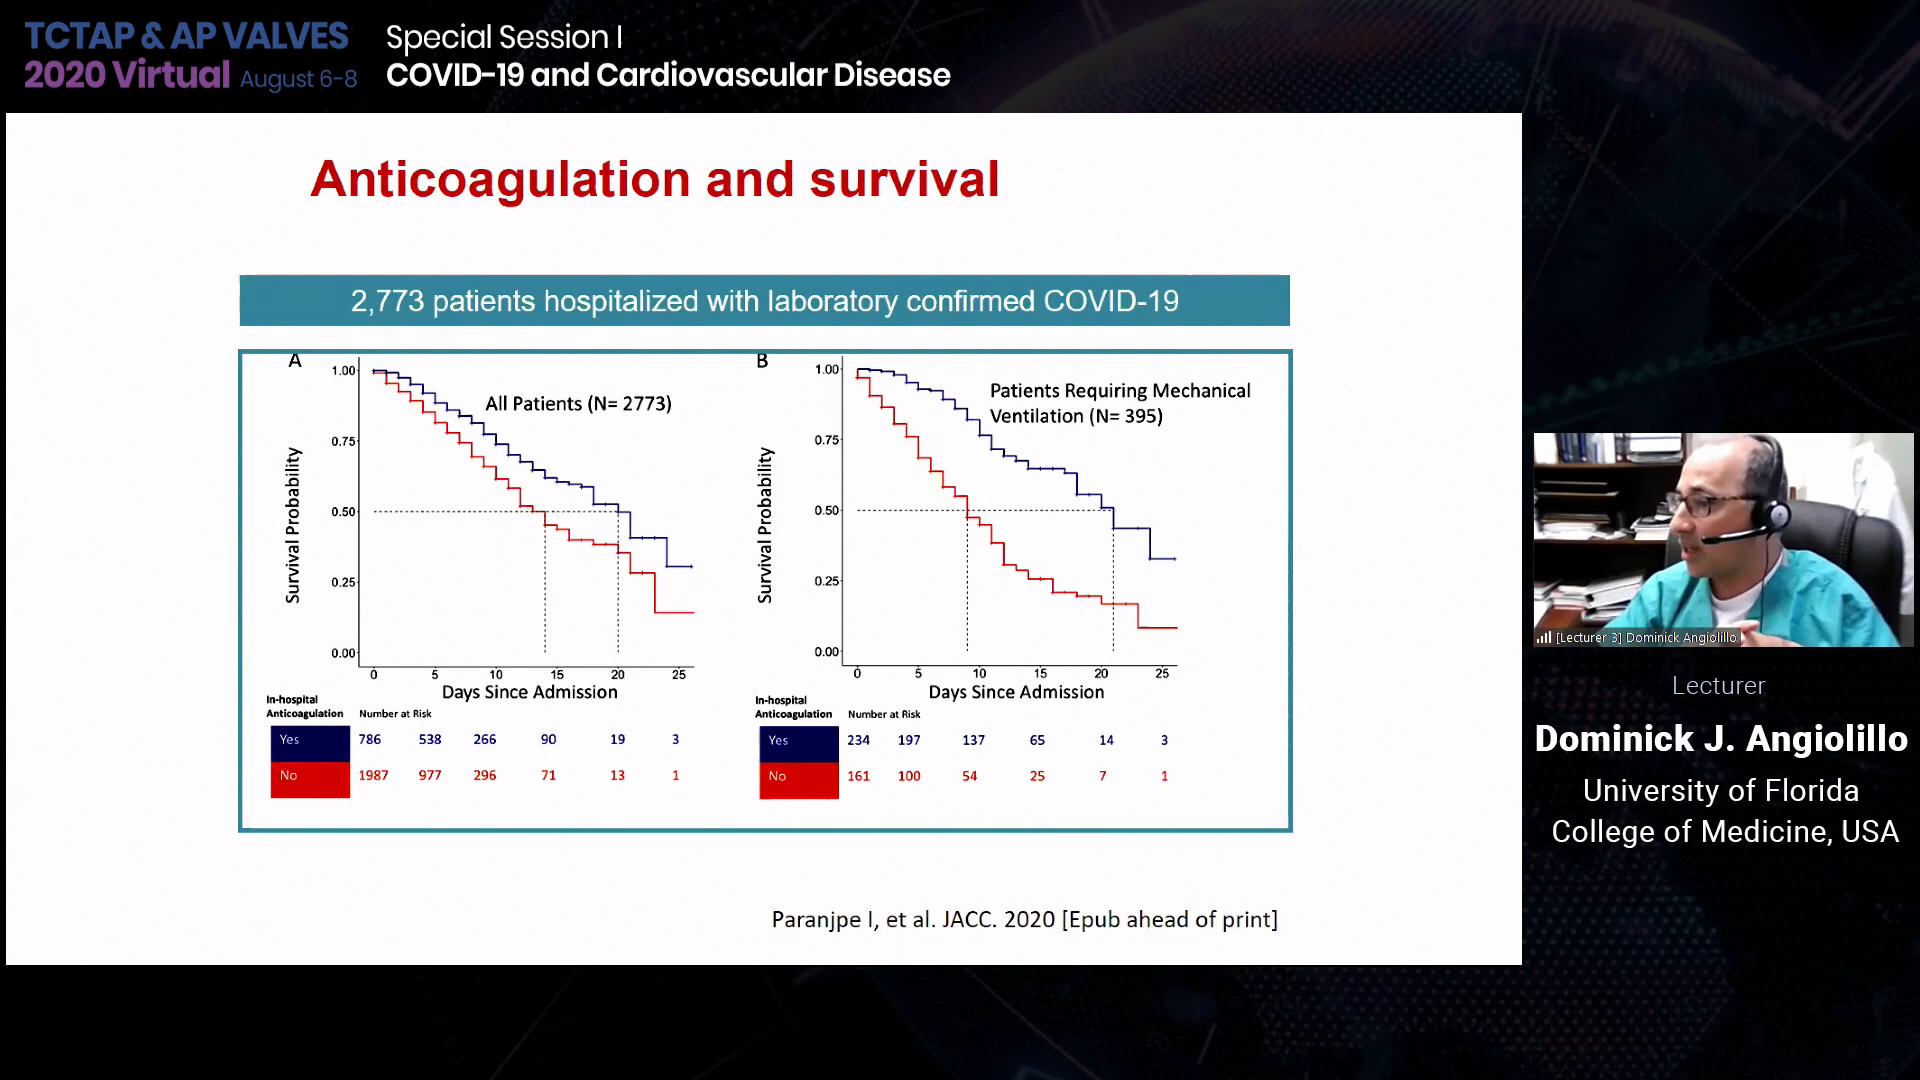 TCTAP & AP VALVES
2020 Virtual August 6-8
Special Session I
COVID-19 and Cardiovascular Disease
Anticoagulation and survival
2,773 patients hospitalized with laboratory confirmed COVID-19
A
All Patients (N= 2773)
Survival Probability
1.00
0.75
0.50
0.25
0.00
0 5 10 15 20 25
Days Since Admission
In-hospital
Anticoagulation Number at Risk
Yes 786 538 266 90 19 3
No 1987 977 296 71 13 1
B
Patients Requiring Mechanical
Ventilation (N= 395)
Survival Probability
1.00
0.75
0.50
0.25
0.00
0 5 10 15 20 25
Days Since Admission
In-hospital
Anticoagulation Number at Risk
Yes 234 197 137 65 14 3
No 161 100 54 25 7 1
Paranjpe I, et al. JACC. 2020 [Epub ahead of print]
[Lecturer 3] Dominick Angiolillo
Lecturer
Dominick J. Angiolillo
University of Florida
College of Medicine, USA